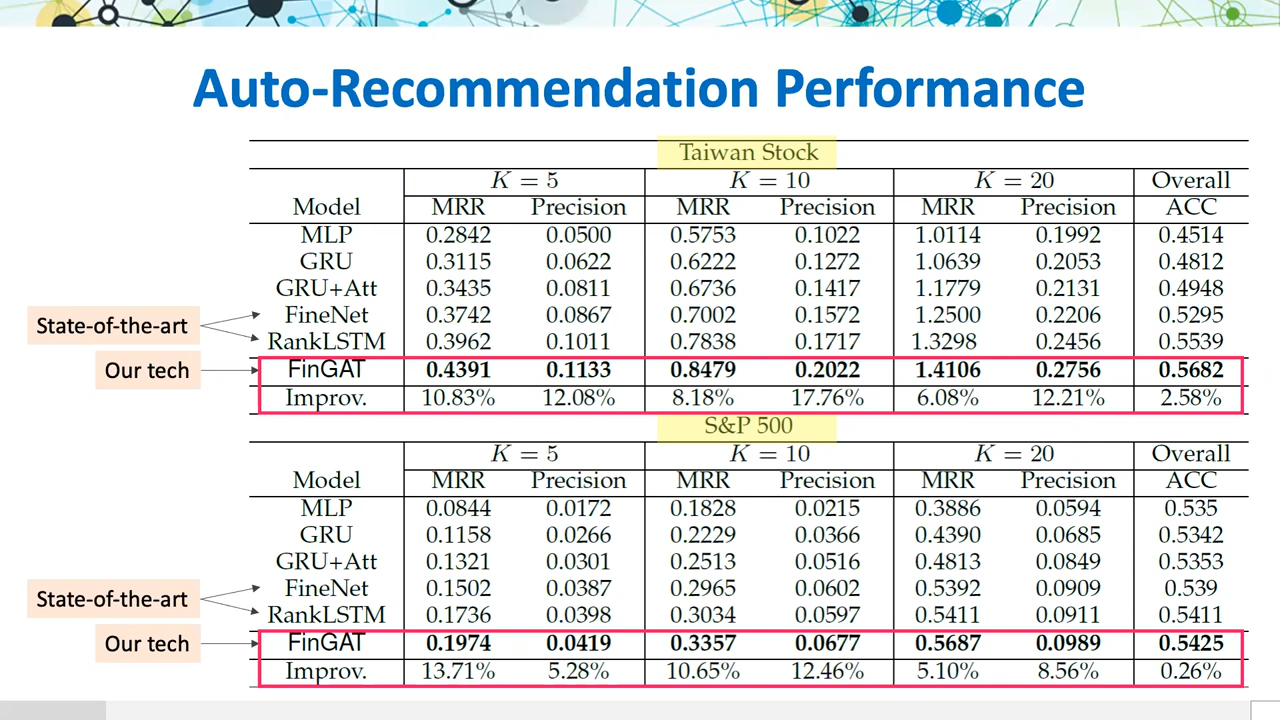 Auto-Recommendation Performance
Taiwan Stock
K = 5 K = 10 K = 20 Overall
Model MRR Precision MRR Precision MRR Precision ACC
MLP 0.2842 0.0500 0.5753 0.1022 1.0114 0.1992 0.4514
GRU 0.3115 0.0622 0.6222 0.1272 1.0639 0.2053 0.4812
GRU+Att 0.3435 0.0811 0.6736 0.1417 1.1779 0.2131 0.4948
State-of-the-art
FineNet 0.3742 0.0867 0.7002 0.1572 1.2500 0.2206 0.5295
RankLSTM 0.3962 0.1011 0.7838 0.1717 1.3298 0.2456 0.5539
Our tech
FinGAT 0.4391 0.1133 0.8479 0.2022 1.4106 0.2756 0.5682
Improv. 10.83% 12.08% 8.18% 17.76% 6.08% 12.21% 2.58%
S&P 500
K = 5 K = 10 K = 20 Overall
Model MRR Precision MRR Precision MRR Precision ACC
MLP 0.0844 0.0172 0.1828 0.0215 0.3886 0.0594 0.535
GRU 0.1158 0.0266 0.2229 0.0366 0.4390 0.0685 0.5342
GRU+Att 0.1321 0.0301 0.2513 0.0516 0.4813 0.0849 0.5353
State-of-the-art
FineNet 0.1502 0.0387 0.2965 0.0602 0.5392 0.0909 0.539
RankLSTM 0.1736 0.0398 0.3034 0.0597 0.5411 0.0911 0.5411
Our tech
FinGAT 0.1974 0.0419 0.3357 0.0677 0.5687 0.0989 0.5425
Improv. 13.71% 5.28% 10.65% 12.46% 5.10% 8.56% 0.26%